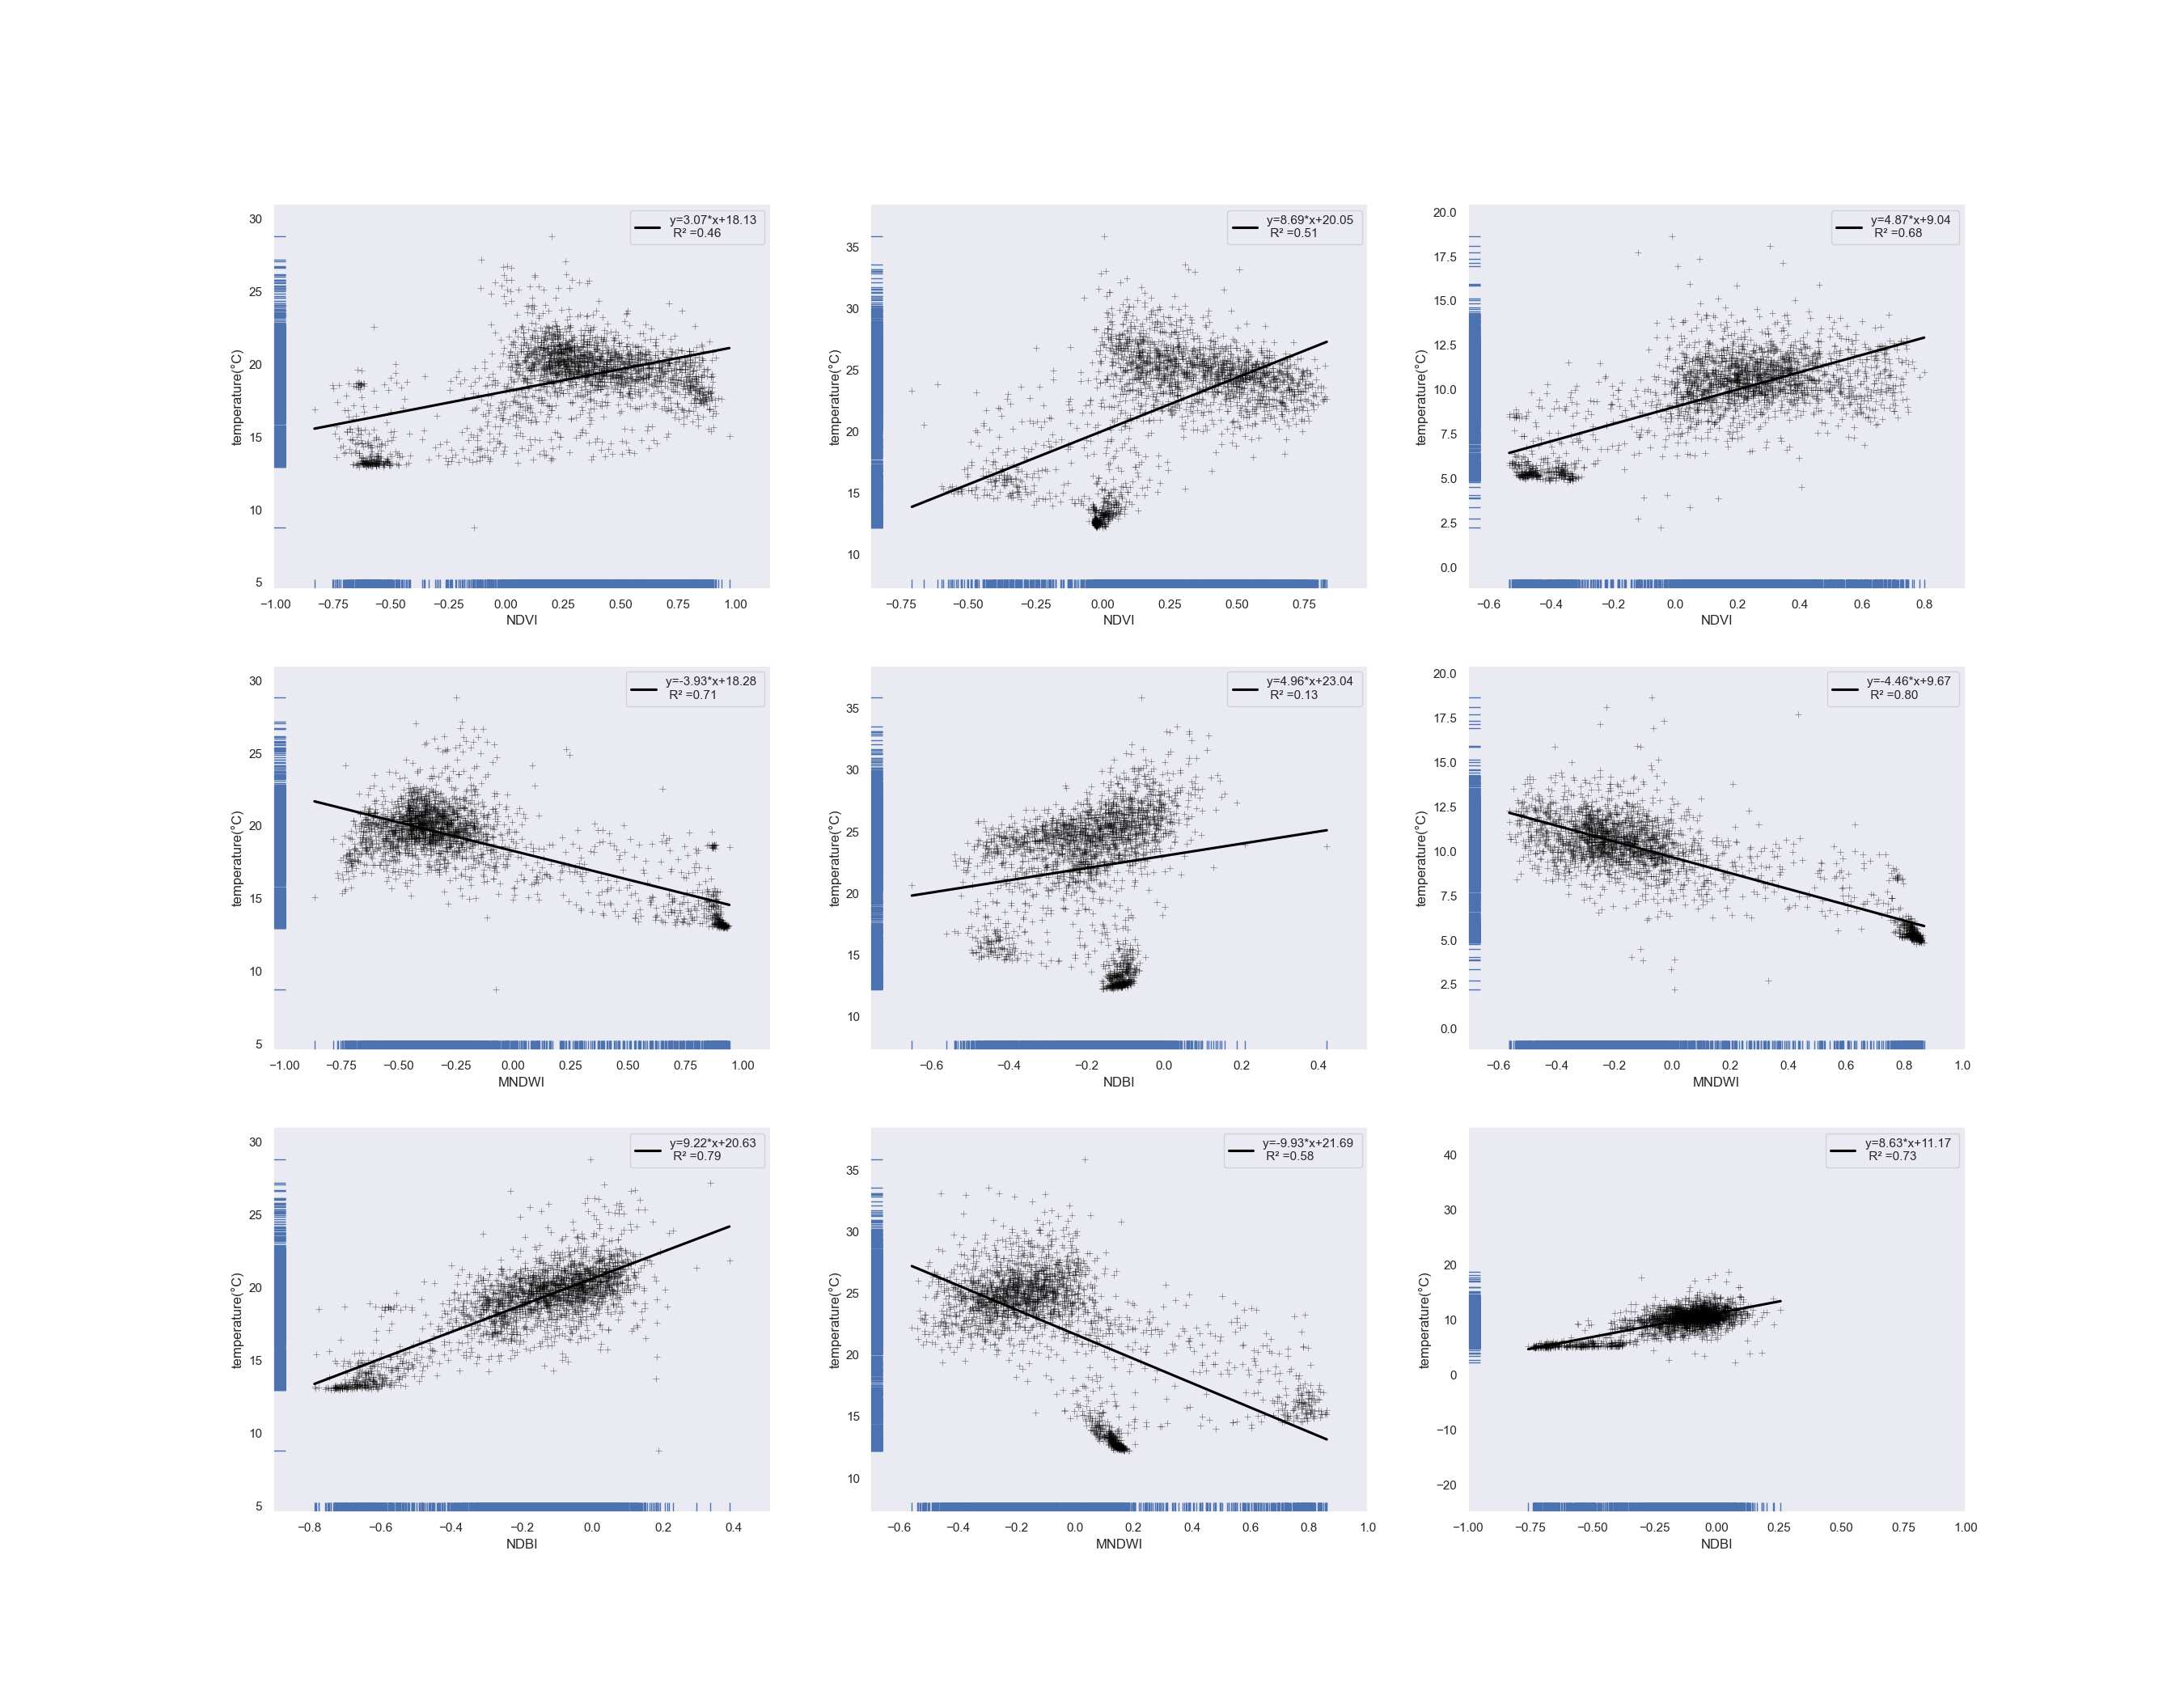 y=3.07*x+18.13
R² =0.46
30
25
20
15
10
5
temperature(°C)
−1.00 −0.75 −0.50 −0.25 0.00 0.25 0.50 0.75 1.00
NDVI
y=8.69*x+20.05
R² =0.51
35
30
25
20
15
10
temperature(°C)
−0.75 −0.50 −0.25 0.00 0.25 0.50 0.75
NDVI
y=4.87*x+9.04
R² =0.68
20.0
17.5
15.0
12.5
10.0
7.5
5.0
2.5
0.0
temperature(°C)
−0.6 −0.4 −0.2 0.0 0.2 0.4 0.6 0.8
NDVI
y=-3.93*x+18.28
R² =0.71
30
25
20
15
10
5
temperature(°C)
−1.00 −0.75 −0.50 −0.25 0.00 0.25 0.50 0.75 1.00
MNDWI
y=4.96*x+23.04
R² =0.13
35
30
25
20
15
10
temperature(°C)
−0.6 −0.4 −0.2 0.0 0.2 0.4
NDBI
y=-4.46*x+9.67
R² =0.80
20.0
17.5
15.0
12.5
10.0
7.5
5.0
2.5
0.0
temperature(°C)
−0.6 −0.4 −0.2 0.0 0.2 0.4 0.6 0.8 1.0
MNDWI
y=9.22*x+20.63
R² =0.79
30
25
20
15
10
5
temperature(°C)
−0.8 −0.6 −0.4 −0.2 0.0 0.2 0.4
NDBI
y=-9.93*x+21.69
R² =0.58
35
30
25
20
15
10
temperature(°C)
−0.6 −0.4 −0.2 0.0 0.2 0.4 0.6 0.8 1.0
MNDWI
y=8.63*x+11.17
R² =0.73
40
30
20
10
0
−10
−20
temperature(°C)
−1.00 −0.75 −0.50 −0.25 0.00 0.25 0.50 0.75 1.00
NDBI